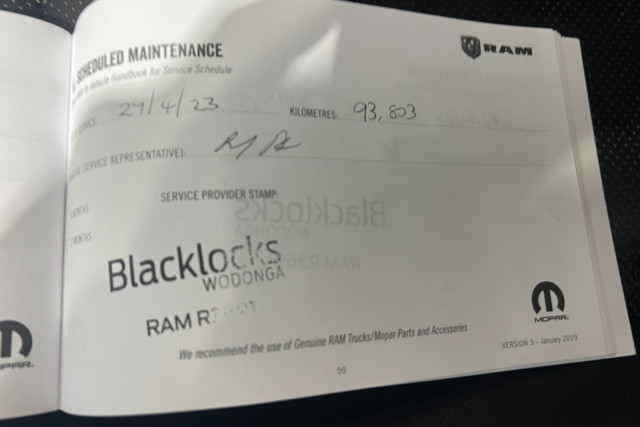 SCHEDULED MAINTENANCE
RAM
Vehicle Handbook for Service Schedule
27/4/23 KILOMETRES: 93,803
(SERVICE REPRESENTATIVE):
SERVICE PROVIDER STAMP:
MONTHS
MONTHS
Blacklocks
WODONGA
RAM
We recommend the use of Genuine RAM Trucks/Mopar Parts and Accessories
MOPAR.
VERSION 3 – January 2019
59